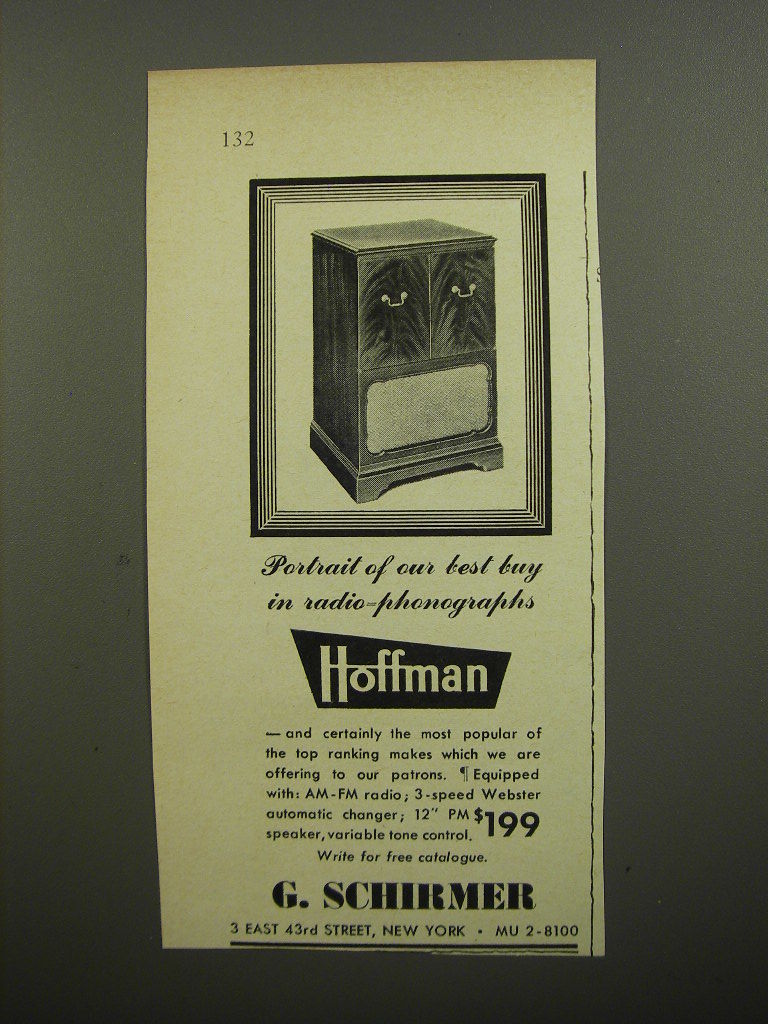 132
Portrait of our best buy
in radio-phonographs
Hoffman
— and certainly the most popular of
the top ranking makes which we are
offering to our patrons. ¶ Equipped
with: AM-FM radio; 3-speed Webster
automatic changer; 12" PM
speaker, variable tone control.
$199
Write for free catalogue.
G. SCHIRMER
3 EAST 43rd STREET, NEW YORK • MU 2-8100